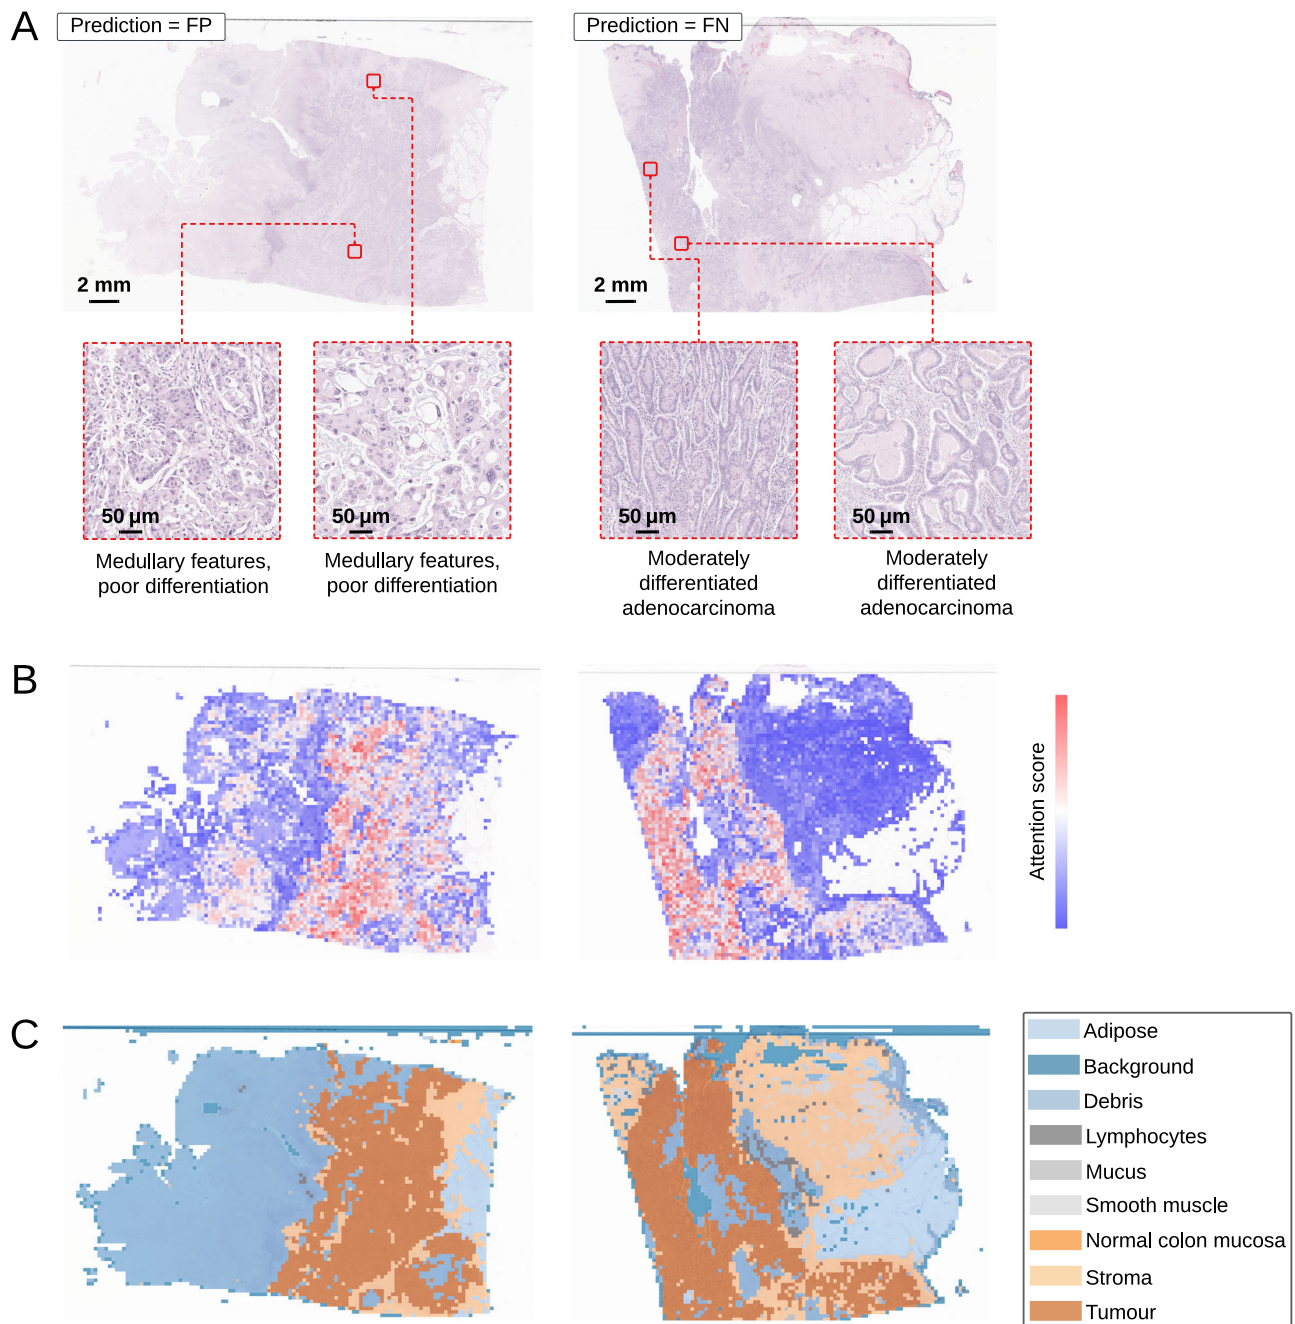 A
Prediction = FP
Prediction = FN
2 mm
2 mm
50 µm
50 µm
50 µm
50 µm
Medullary features,
poor differentiation
Medullary features,
poor differentiation
Moderately
differentiated
adenocarcinoma
Moderately
differentiated
adenocarcinoma
B
Attention score
C
Adipose
Background
Debris
Lymphocytes
Mucus
Smooth muscle
Normal colon mucosa
Stroma
Tumour